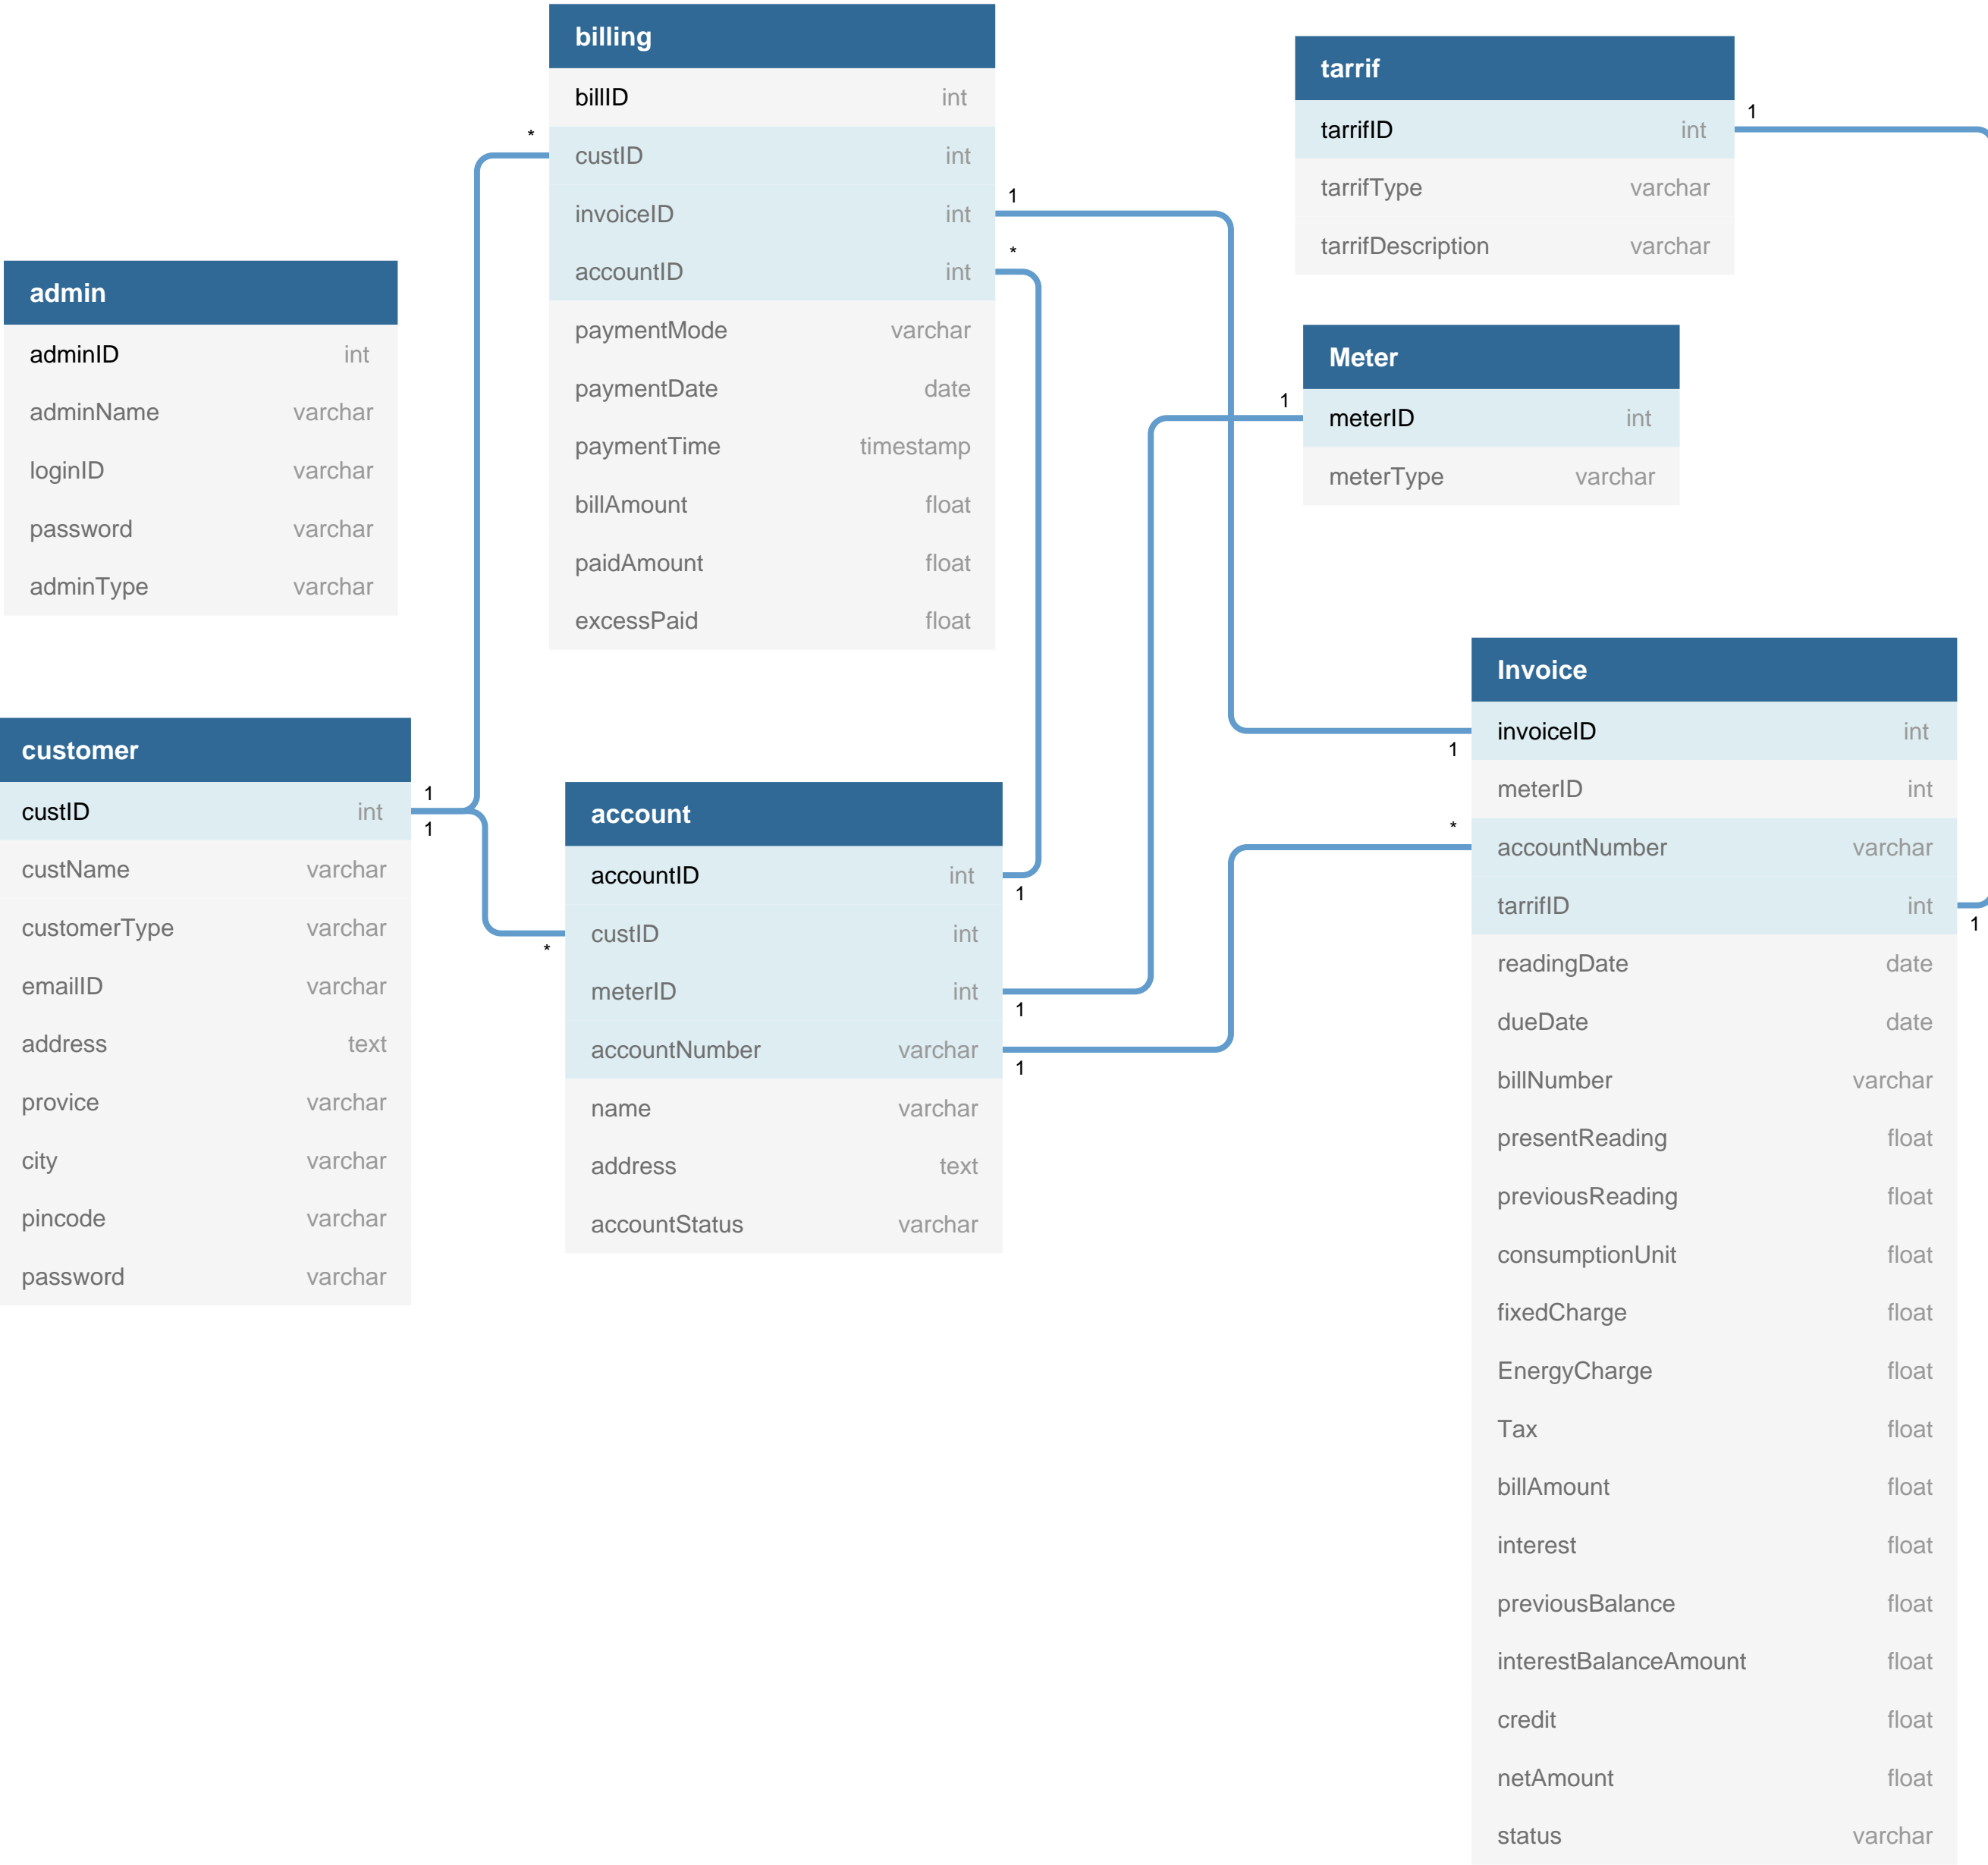 billing
billID int
custID int
invoiceID int
accountID int
paymentMode varchar
paymentDate date
paymentTime timestamp
billAmount float
paidAmount float
excessPaid float
*
1
*
tarrif
tarrifID int
tarrifType varchar
tarrifDescription varchar
1
admin
adminID int
adminName varchar
loginID varchar
password varchar
adminType varchar
Meter
meterID int
meterType varchar
1
customer
custID int
custName varchar
customerType varchar
emailID varchar
address text
provice varchar
city varchar
pincode varchar
password varchar
1
1
account
accountID int
custID int
meterID int
accountNumber varchar
name varchar
address text
accountStatus varchar
*
1
1
1
Invoice
invoiceID int
meterID int
accountNumber varchar
tarrifID int
readingDate date
dueDate date
billNumber varchar
presentReading float
previousReading float
consumptionUnit float
fixedCharge float
EnergyCharge float
Tax float
billAmount float
interest float
previousBalance float
interestBalanceAmount float
credit float
netAmount float
status varchar
1
*
1